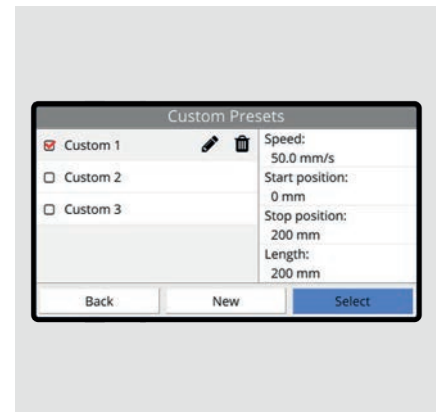 Custom Presets
Custom 1
Custom 2
Custom 3
Speed:
50.0 mm/s
Start position:
0 mm
Stop position:
200 mm
Length:
200 mm
Back
New
Select